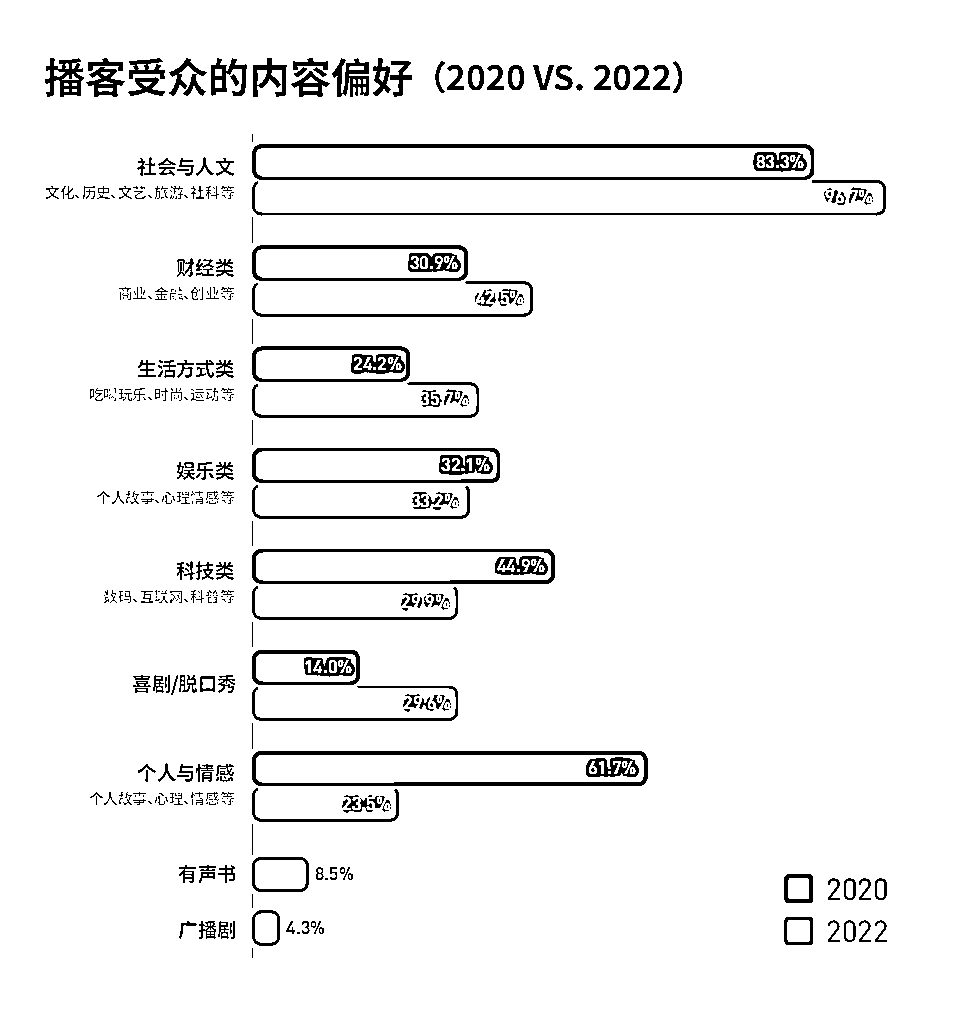 播客受众的内容偏好（2020 VS. 2022）
社会与人文
文化、历史、文艺、旅游、社科等
83.3%
财经类
商业、金融、创业等
30.9%
42.5%
生活方式类
吃喝玩乐、时尚、运动等
24.2%
35.7%
娱乐类
个人故事、心理情感等
32.1%
33.2%
科技类
数码、互联网、科普等
44.9%
29.9%
喜剧/脱口秀
14.0%
29.6%
个人与情感
个人故事、心理、情感等
61.7%
23.5%
有声书
8.5%
广播剧
4.3%
2020
2022